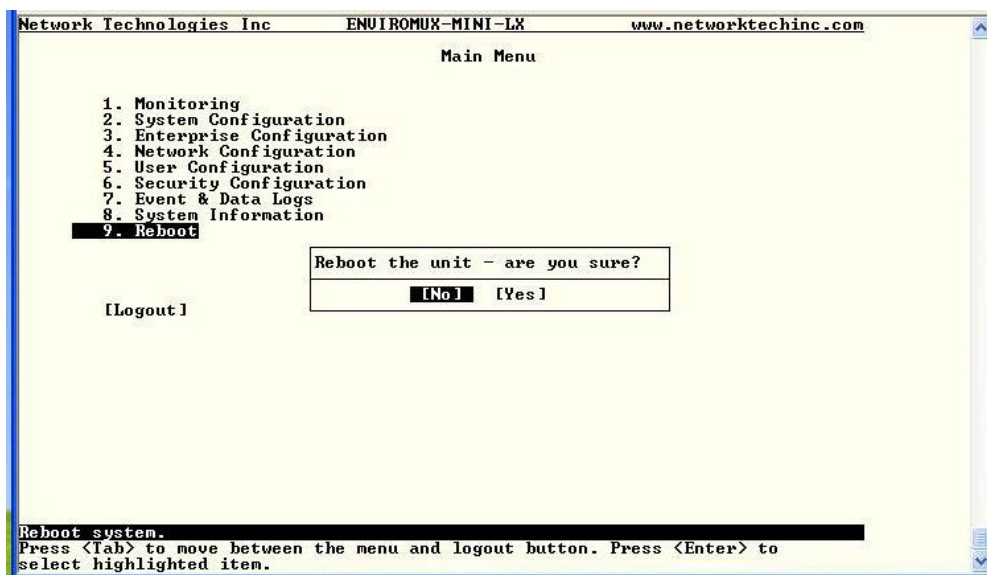 Network Technologies Inc ENVIROMUX-MINI-LX www.networktechinc.com
Main Menu
1. Monitoring
2. System Configuration
3. Enterprise Configuration
4. Network Configuration
5. User Configuration
6. Security Configuration
7. Event & Data Logs
8. System Information
9. Reboot
Reboot the unit - are you sure?
[No] [Yes]
[Logout]
Reboot system.
Press <Tab> to move between the menu and logout button. Press <Enter> to
select highlighted item.